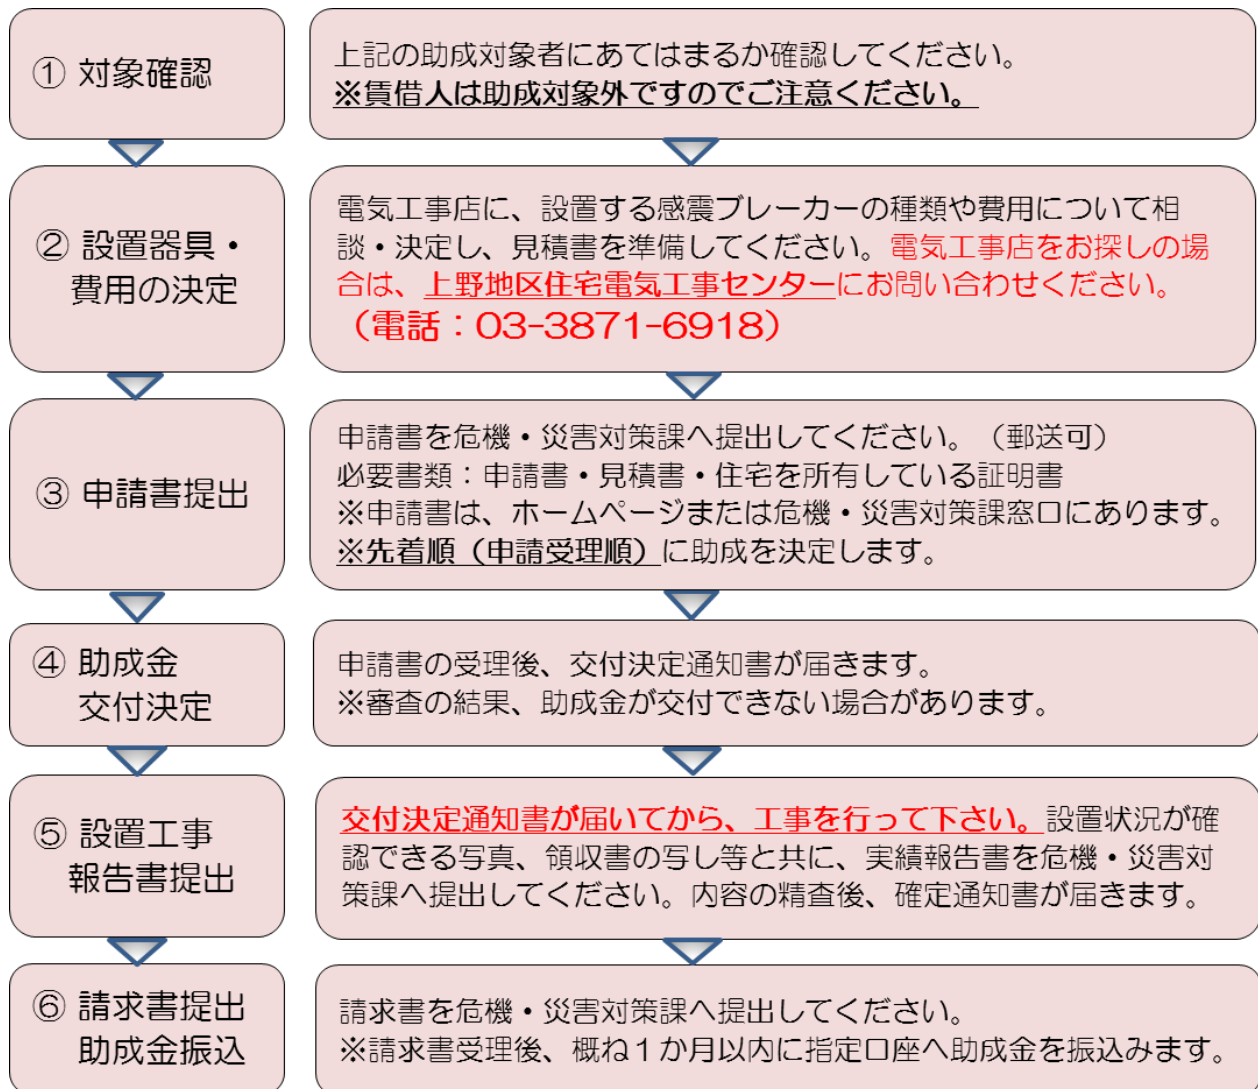 ① 対象確認
上記の助成対象者にあてはまるか確認してください。
※賃借人は助成対象外ですのでご注意ください。
② 設置器具・
費用の決定
電気工事店に、設置する感震ブレーカーの種類や費用について相
談・決定し、見積書を準備してください。電気工事店をお探しの場
合は、上野地区住宅電気工事センターにお問い合わせください。
（電話：03-3871-6918）
③ 申請書提出
申請書を危機・災害対策課へ提出してください。（郵送可）
必要書類：申請書・見積書・住宅を所有している証明書
※申請書は、ホームページまたは危機・災害対策課窓口にあります。
※先着順（申請受理順）に助成を決定します。
④ 助成金
交付決定
申請書の受理後、交付決定通知書が届きます。
※審査の結果、助成金が交付できない場合があります。
⑤ 設置工事
報告書提出
交付決定通知書が届いてから、工事を行って下さい。設置状況が確
認できる写真、領収書の写し等と共に、実績報告書を危機・災害対
策課へ提出してください。内容の精査後、確定通知書が届きます。
⑥ 請求書提出
助成金振込
請求書を危機・災害対策課へ提出してください。
※請求書受理後、概ね１か月以内に指定口座へ助成金を振込みます。